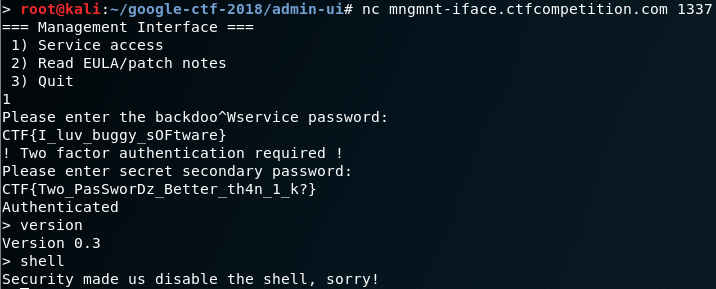 > root@kali:~/google-ctf-2018/admin-ui# nc mngmnt-iface.ctfcompetition.com 1337
=== Management Interface ===
 1) Service access
 2) Read EULA/patch notes
 3) Quit
1
Please enter the backdoo^Wservice password:
CTF{I_luv_buggy_sOFtware}
! Two factor authentication required !
Please enter secret secondary password:
CTF{Two_PasSworDz_Better_th4n_1_k?}
Authenticated
> version
Version 0.3
> shell
Security made us disable the shell, sorry!